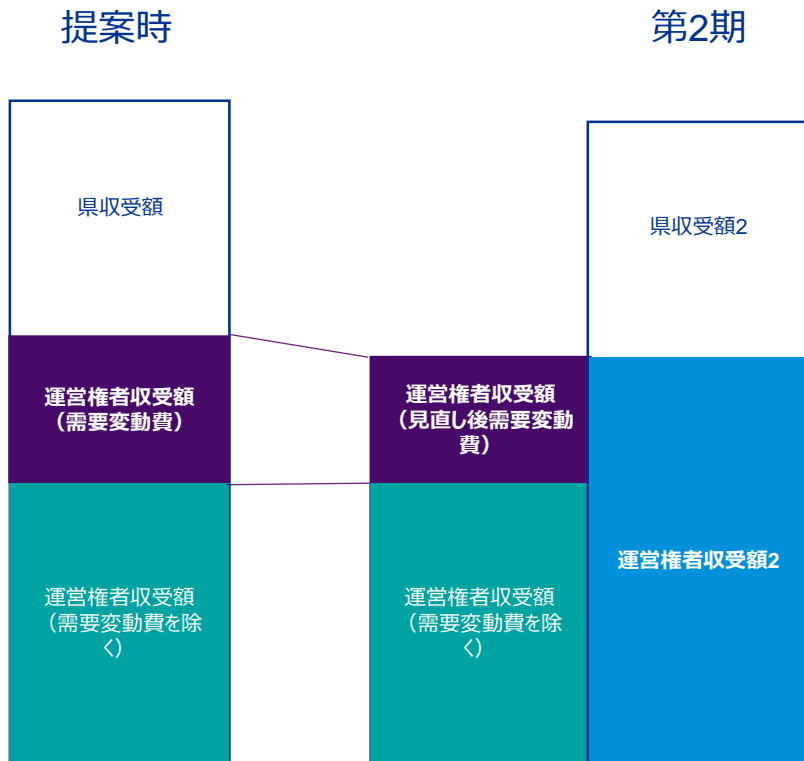 提案時
第2期
県収受額
県収受額2
運営権者収受額
（需要変動費）
運営権者収受額
（見直し後需要変動
費）
運営権者収受額2
運営権者収受額
（需要変動費を除
く）
運営権者収受額
（需要変動費を除
く）